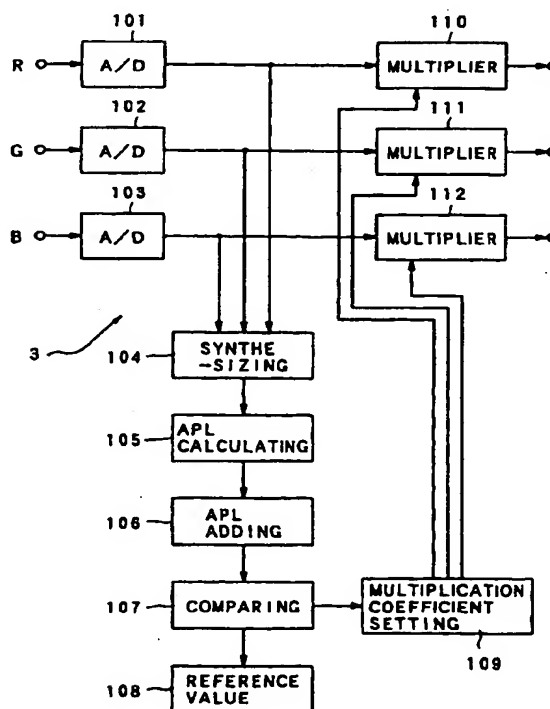 101
110
R
A/D
MULTIPLIER
102
111
G
A/D
MULTIPLIER
103
112
B
A/D
MULTIPLIER
3
104
SYNTHE
-SIZING
105
APL
CALCULATING
106
APL
ADDING
107
COMPARING
MULTIPLICATION
COEFFICIENT
SETTING
109
108
REFERENCE
VALUE